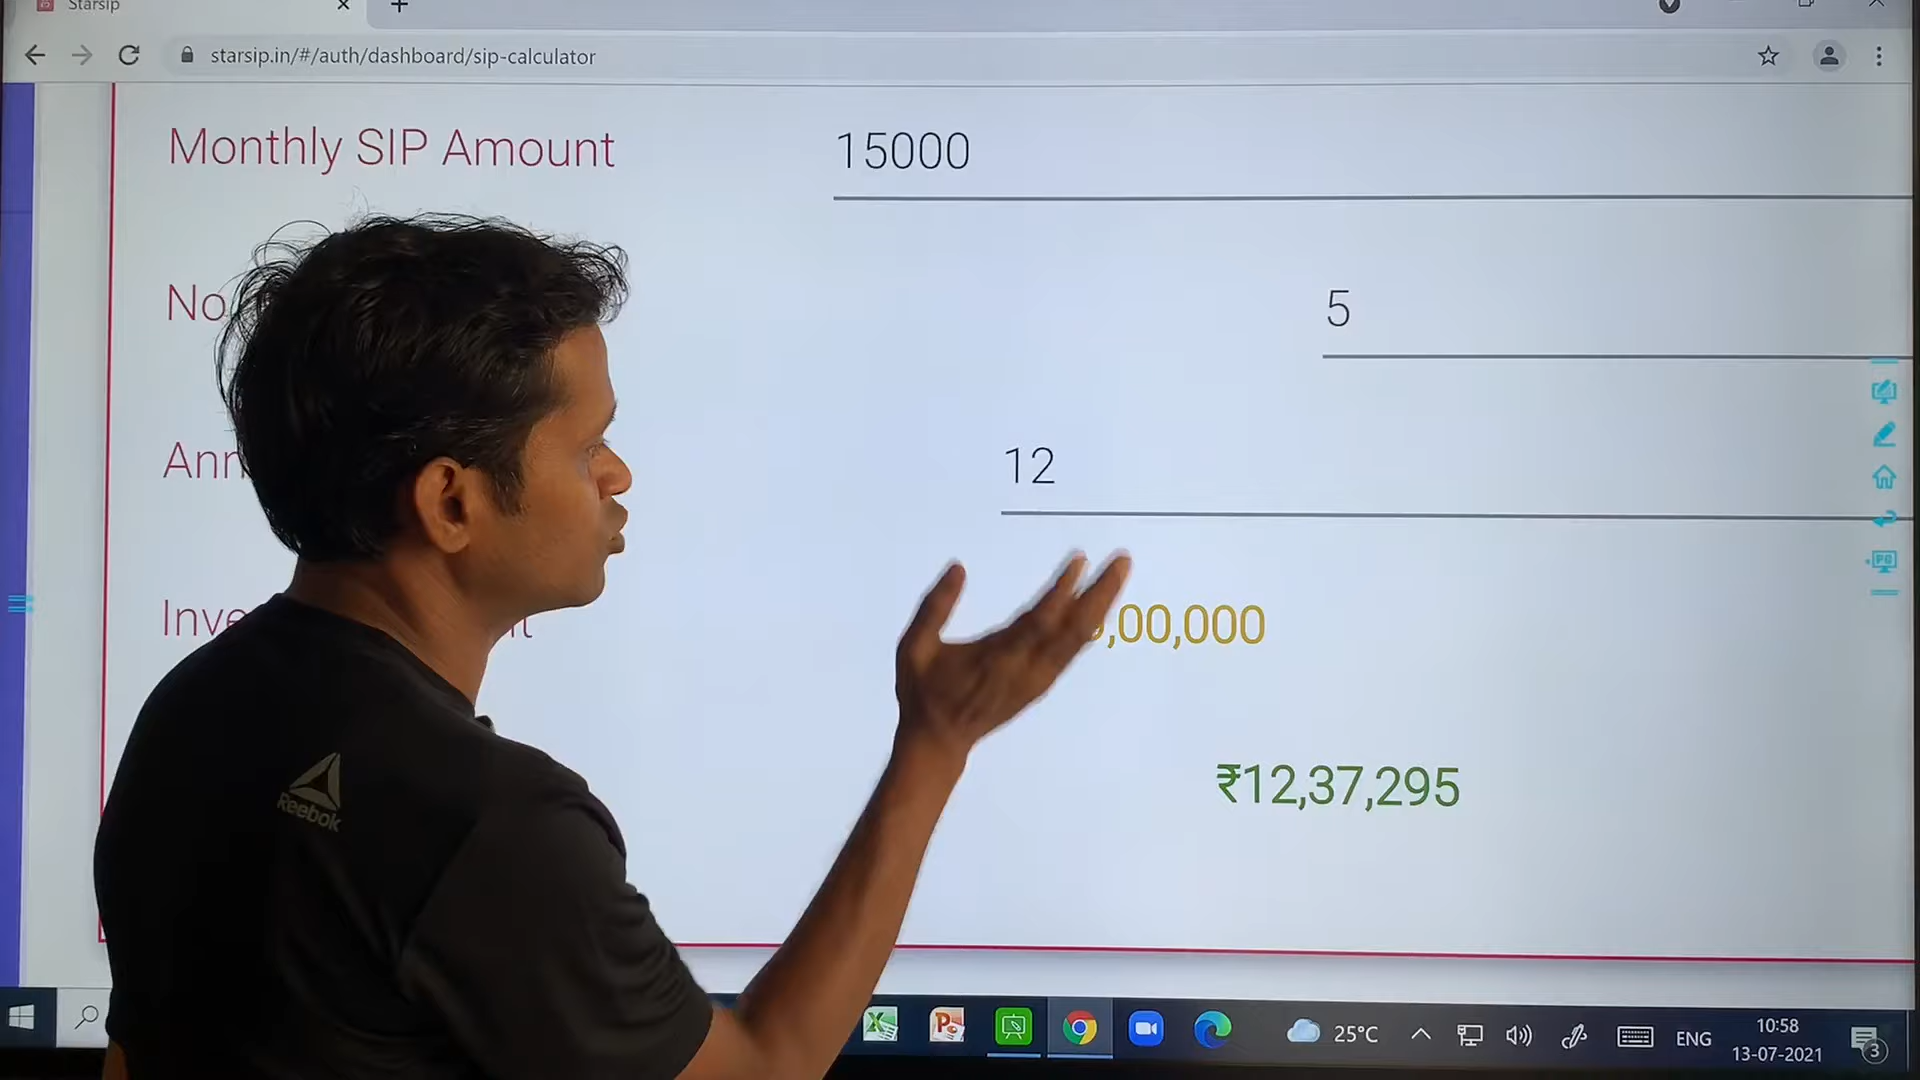 Starsip
starsip.in/#/auth/dashboard/sip-calculator
Monthly SIP Amount 15000
No 5
Ann 12
Inve t ,00,000
₹12,37,295
Reebok
25°C ENG 10:58
13-07-2021
3